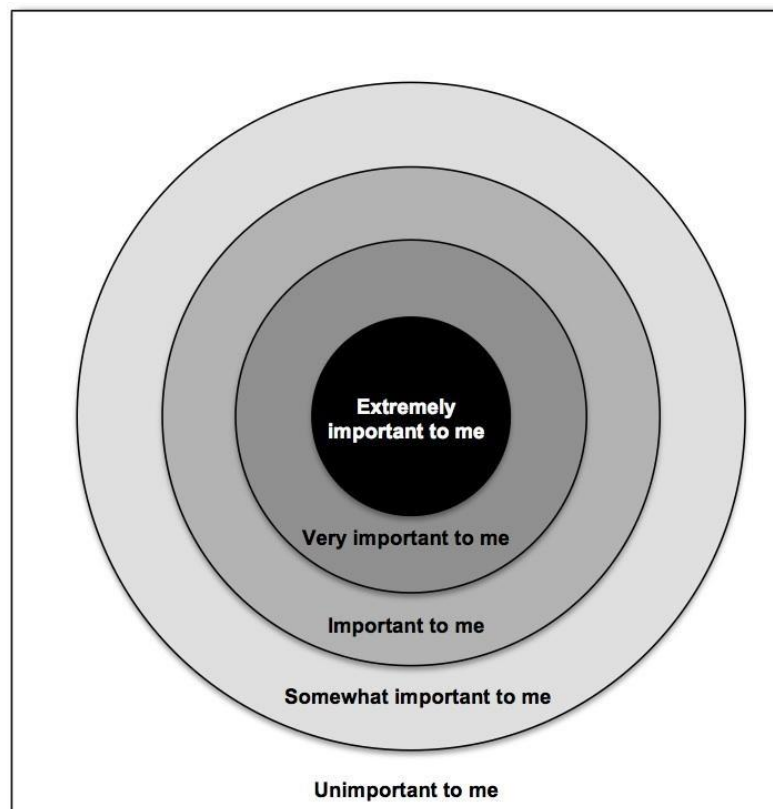 Extremely
important to me
Very important to me
Important to me
Somewhat important to me
Unimportant to me